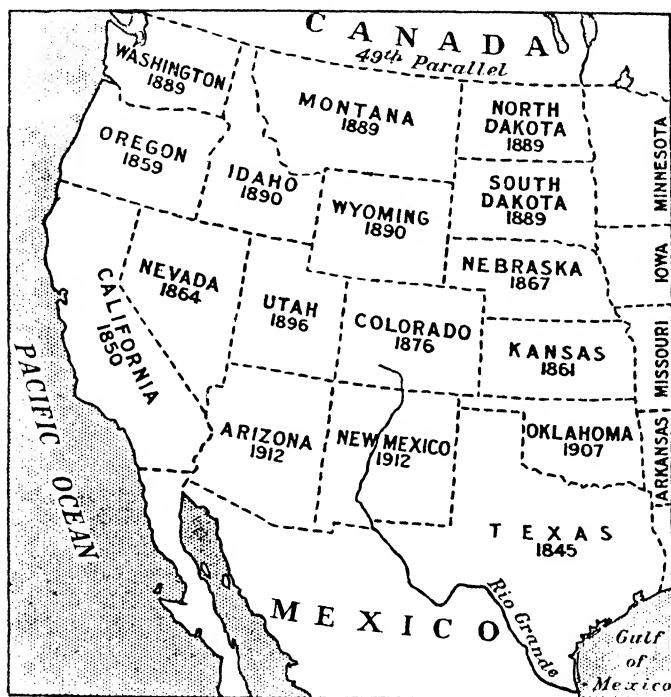 CANADA
49th Parallel
WASHINGTON
1889
MONTANA
1889
NORTH
DAKOTA
1889
MINNESOTA
OREGON
1859
IDAHO
1890
WYOMING
1890
SOUTH
DAKOTA
1889
IOWA
NEVADA
1864
UTAH
1896
NEBRASKA
1867
CALIFORNIA
1850
COLORADO
1876
KANSAS
1861
MISSOURI
PACIFIC OCEAN
ARIZONA
1912
NEW MEXICO
1912
OKLAHOMA
1907
ARKANSAS
TEXAS
1845
MEXICO
Rio Grande
Gulf
of
Mexico